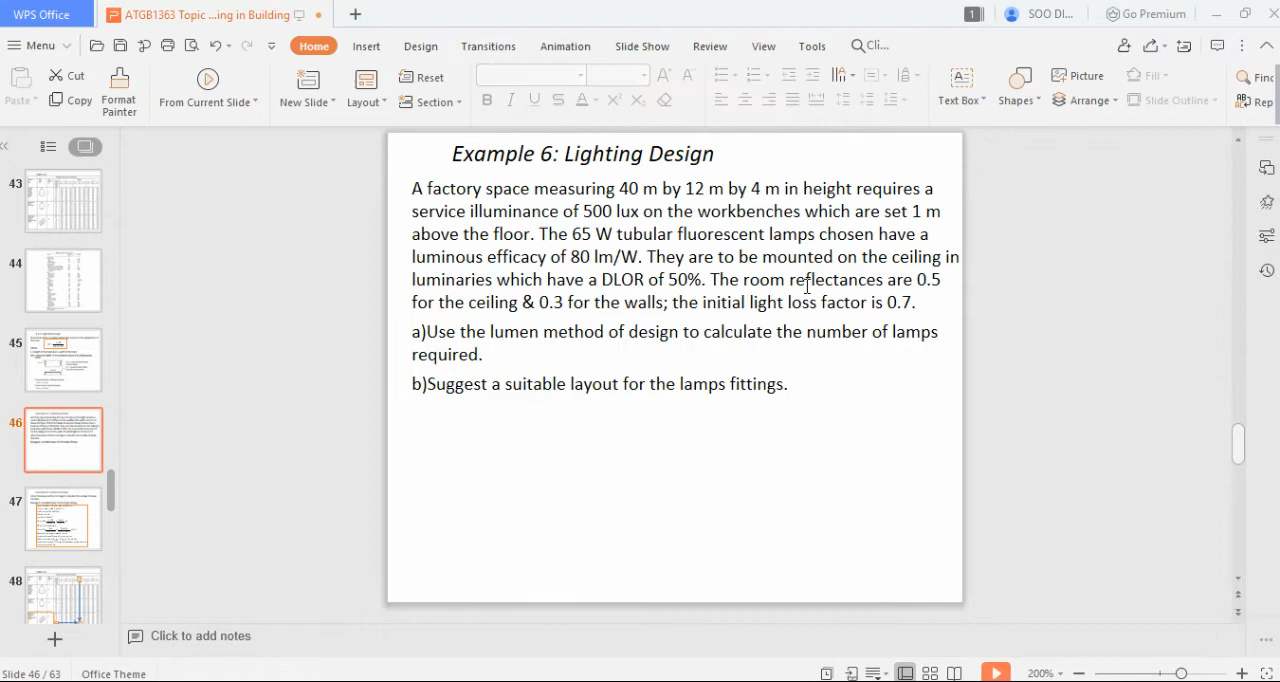 WPS Office
ATGB1363 Topic ...ing in Building
+
1
SOO DI...
Go Premium
Menu
Home
Insert
Design
Transitions
Animation
Slide Show
Review
View
Tools
Cli...
Paste
Cut
Copy
Format Painter
From Current Slide
New Slide
Layout
Reset
Section
B I U S A X² X₂
Text Box
Shapes
Picture
Arrange
Fill
Slide Outline
Find
Rep
43
44
45
46
47
48
Example 6: Lighting Design
A factory space measuring 40 m by 12 m by 4 m in height requires a
service illuminance of 500 lux on the workbenches which are set 1 m
above the floor. The 65 W tubular fluorescent lamps chosen have a
luminous efficacy of 80 lm/W. They are to be mounted on the ceiling in
luminaries which have a DLOR of 50%. The room reflectances are 0.5
for the ceiling & 0.3 for the walls; the initial light loss factor is 0.7.
a)Use the lumen method of design to calculate the number of lamps
required.
b)Suggest a suitable layout for the lamps fittings.
Click to add notes
Slide 46 / 63
Office Theme
200%